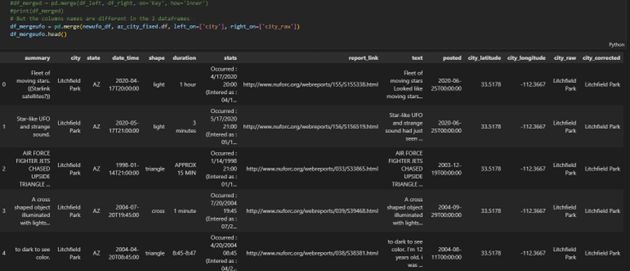 #df_merged = pd.merge(df_left, df_right, on='Key', how='inner')
#print(df_merged)
# But the columns names are different in the 2 dataframes
df_mergeufo = pd.merge(newufo_df, az_city_fixed_df, left_on=['city'], right_on=['city_raw'])
df_mergeufo.head()
Python
summary city state date_time shape duration stats report_link text posted city_latitude city_longitude city_raw city_corrected
0 Fleet of moving stars. ((Starlink satellites?)) Litchfield Park AZ 2020-04-17T20:00:00 light 1 hour Occurred : 4/17/2020 20:00 (Entered as : 04/1... http://www.nuforc.org/webreports/155/S155338.html Fleet of moving stars Looked like moving stars... 2020-06-25T00:00:00 33.5178 -112.3667 Litchfield Park Litchfield Park
1 Star-like UFO and strange sound. Litchfield Park AZ 2020-05-17T21:00:00 light 3 minutes Occurred : 5/17/2020 21:00 (Entered as : 05/1... http://www.nuforc.org/webreports/156/S156519.html Star-like UFO and strange sound had just seen ... 2020-06-25T00:00:00 33.5178 -112.3667 Litchfield Park Litchfield Park
2 AIR FORCE FIGHTER JETS CHASED UPSIDE TRIANGLE ... Litchfield Park AZ 1998-01-14T21:00:00 triangle APPROX 15 MIN Occurred : 1/14/1998 21:00 (Entered as : 01/1... http://www.nuforc.org/webreports/033/S33865.html AIR FORCE FIGHTER JETS CHASED UPSIDE TRIANGLE ... 2003-12-19T00:00:00 33.5178 -112.3667 Litchfield Park Litchfield Park
3 A cross shaped object illuminated with lights... Litchfield Park AZ 2004-07-20T19:45:00 cross 1 minute Occurred : 7/20/2004 19:45 (Entered as : 07/2... http://www.nuforc.org/webreports/039/S39468.html A cross shaped object illuminated with lights... 2004-09-29T00:00:00 33.5178 -112.3667 Litchfield Park Litchfield Park
4 to dark to see color. Litchfield Park AZ 2004-04-20T08:45:00 triangle 8:45-8:47 Occurred : 4/20/2004 08:45 (Entered as : 04/2... http://www.nuforc.org/webreports/038/S38381.html to dark to see color. I'm 12 years old. i was ... 2004-08-11T00:00:00 33.5178 -112.3667 Litchfield Park Litchfield Park